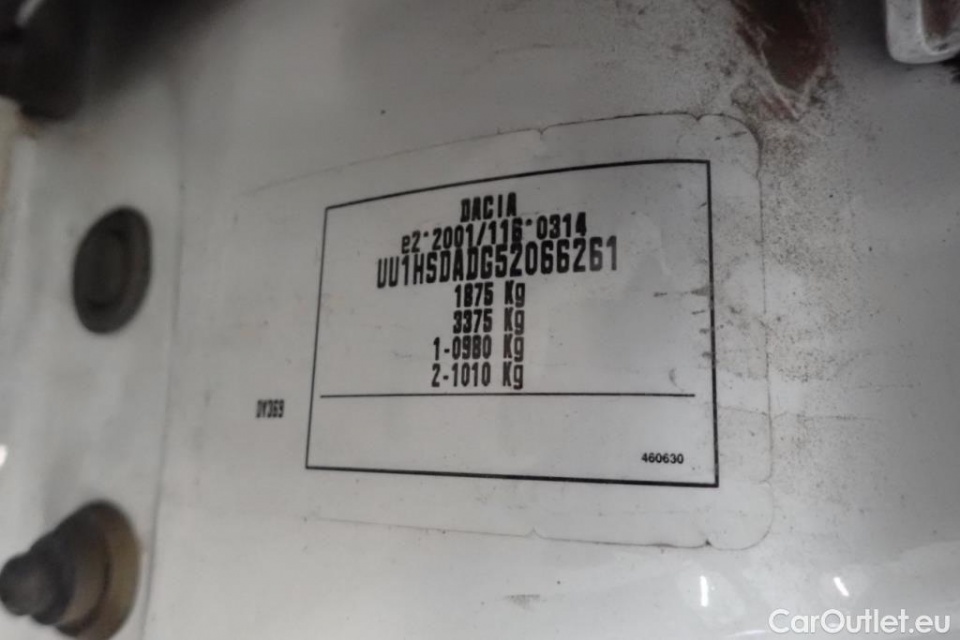 DACIA
e2*2001/116*0314
UU1HSDADG52066261
1875 Kg
3375 Kg
1-0980 Kg
2-1010 Kg
DV369
460630
CarOutlet.eu